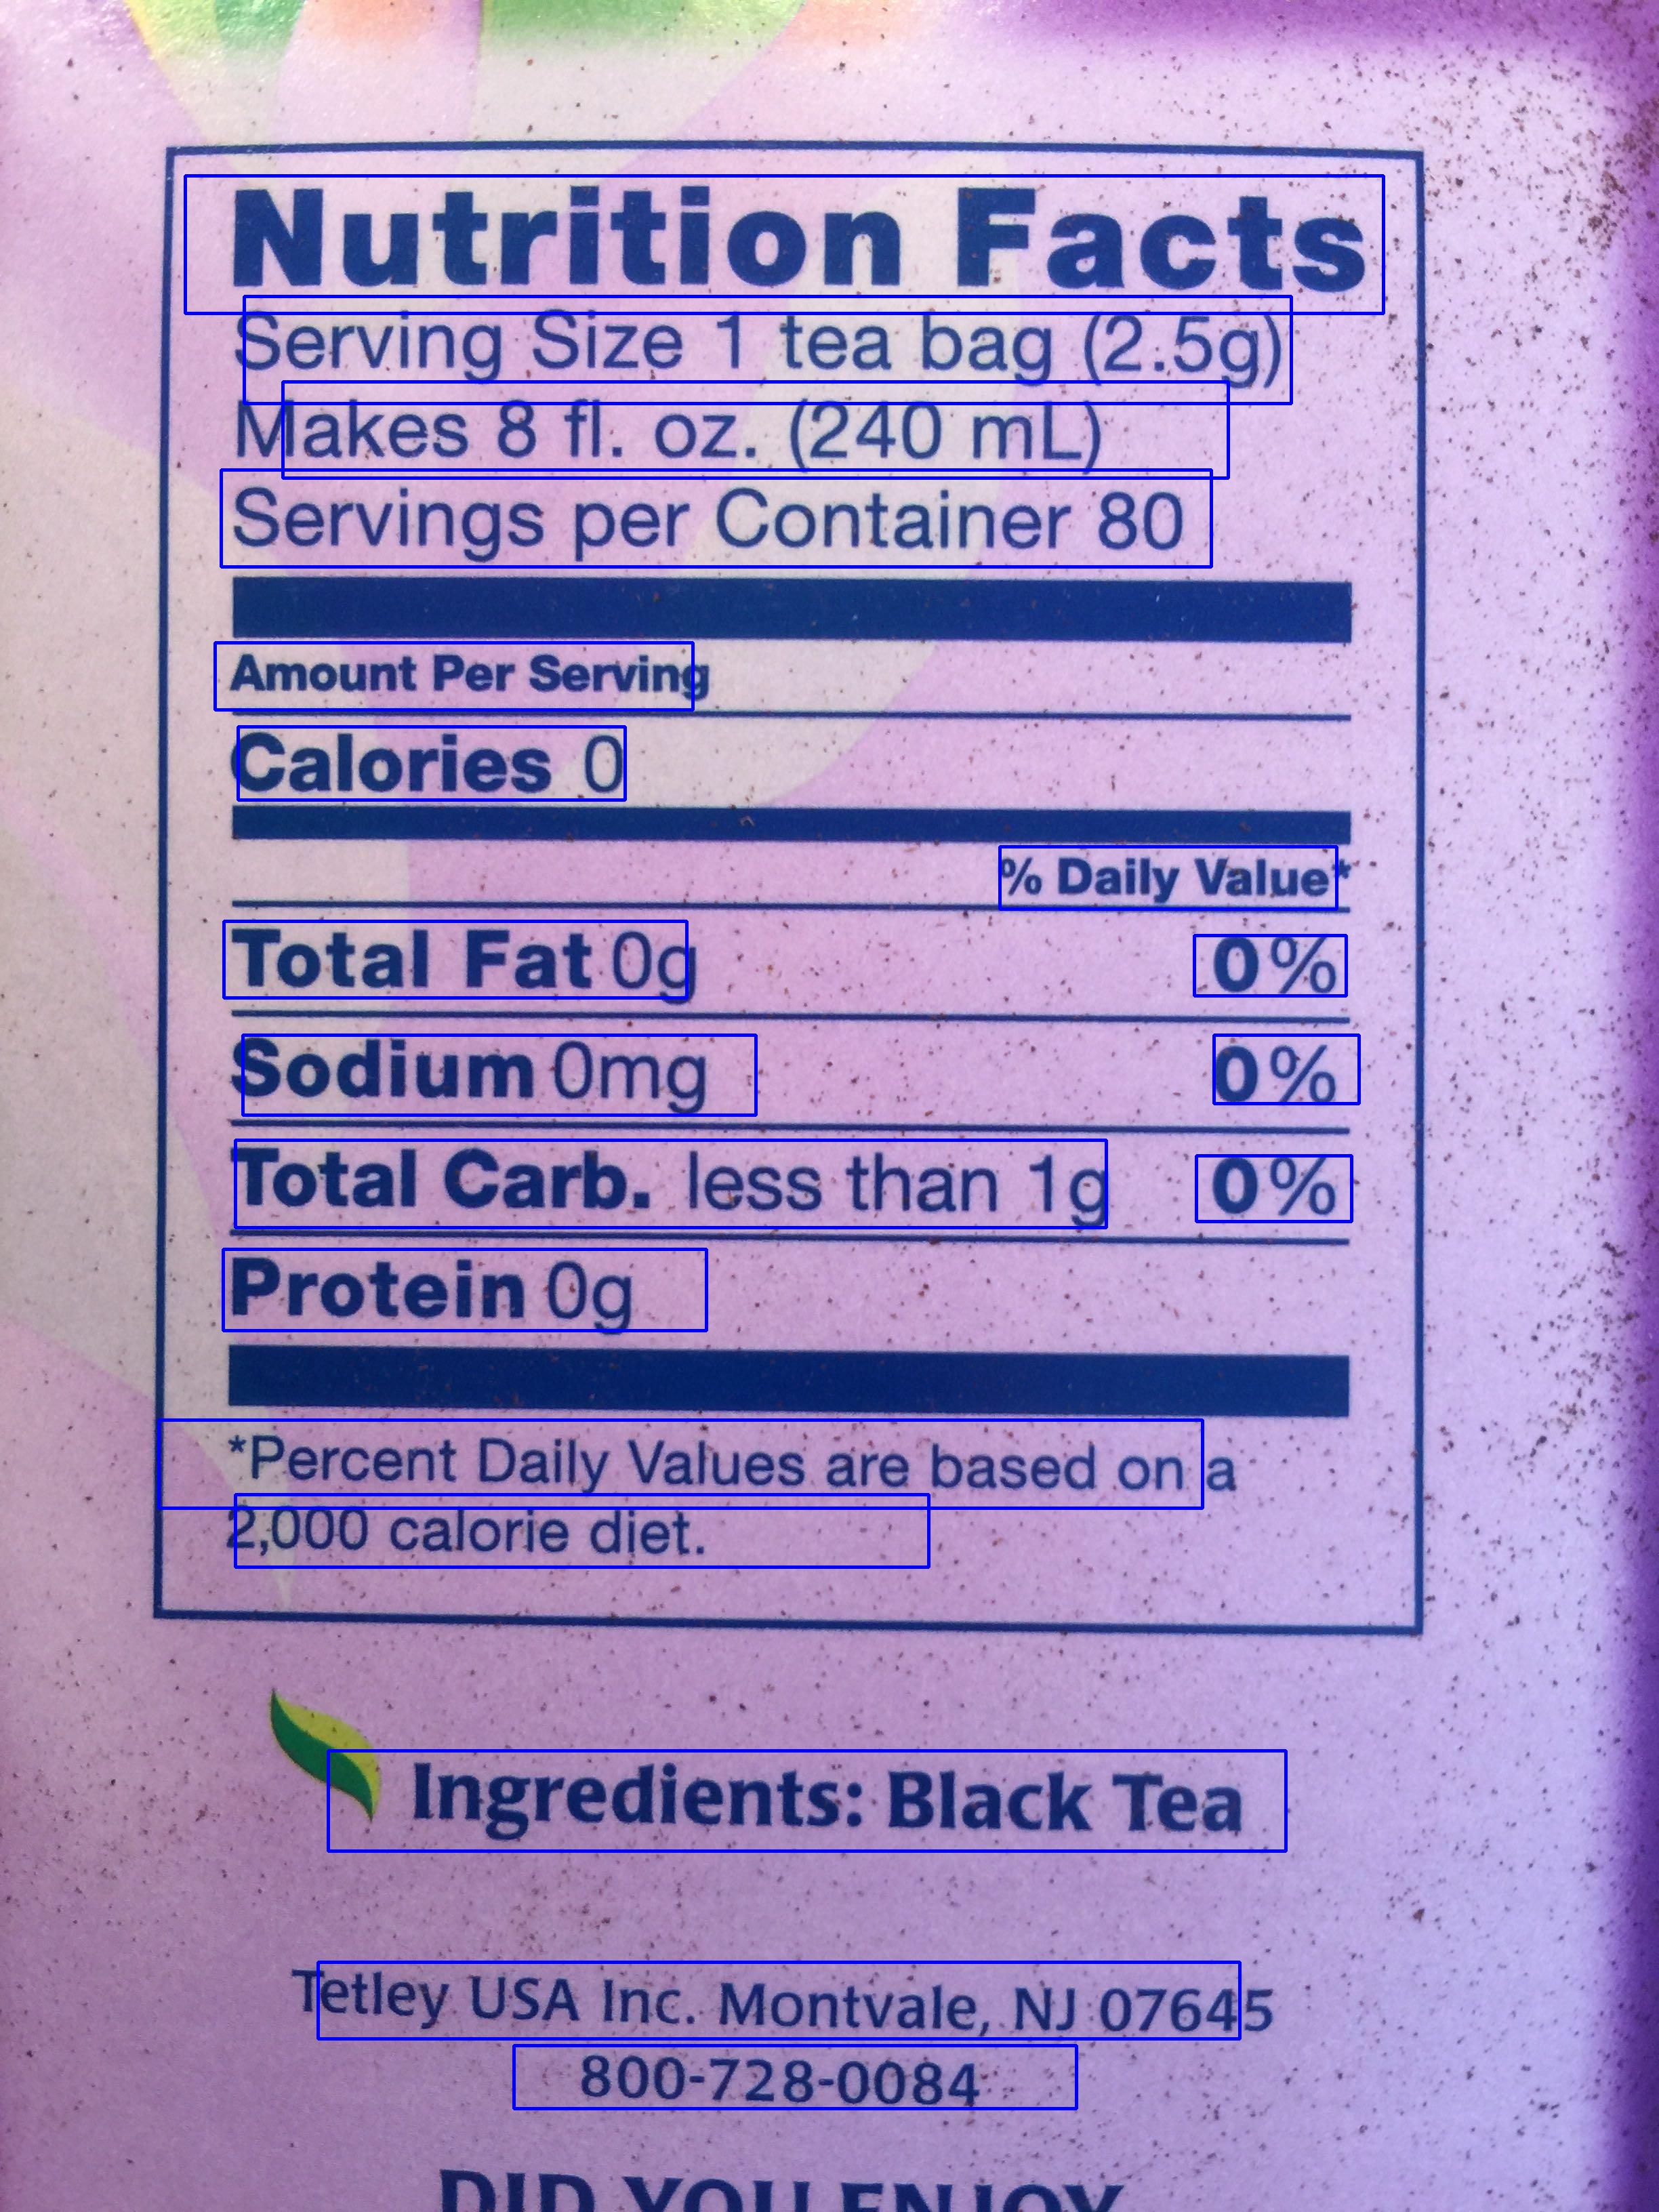 Nutrition Facts
Serving Size 1 tea bag (2.5g)
Makes 8 fl. oz. (240 mL)
Servings per Container 80
Amount Per Serving
Calories 0
% Daily Value*
Total Fat 0g 0%
Sodium 0mg 0%
Total Carb. less than 1g 0%
Protein 0g
*Percent Daily Values are based on a
2,000 calorie diet.
Ingredients: Black Tea
Tetley USA Inc. Montvale, NJ 07645
800-728-0084
DID YOU ENJOY